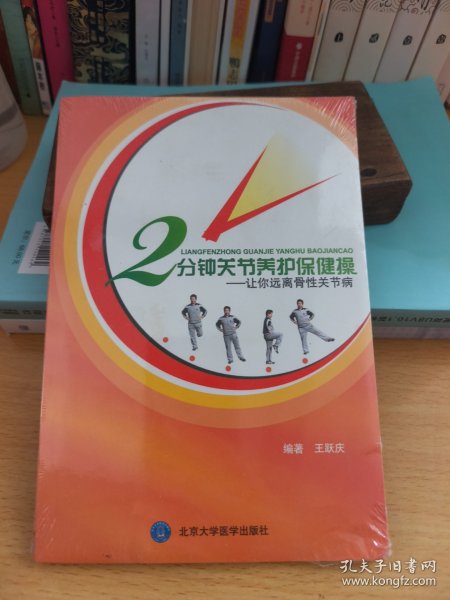 LIANGFENZHONG GUANJIE YANGHU BAOJIANCAO
2分钟关节养护保健操
——让你远离骨性关节病
编著 王跃庆
北京大学医学出版社
孔夫子旧书网
www.kongfz.com